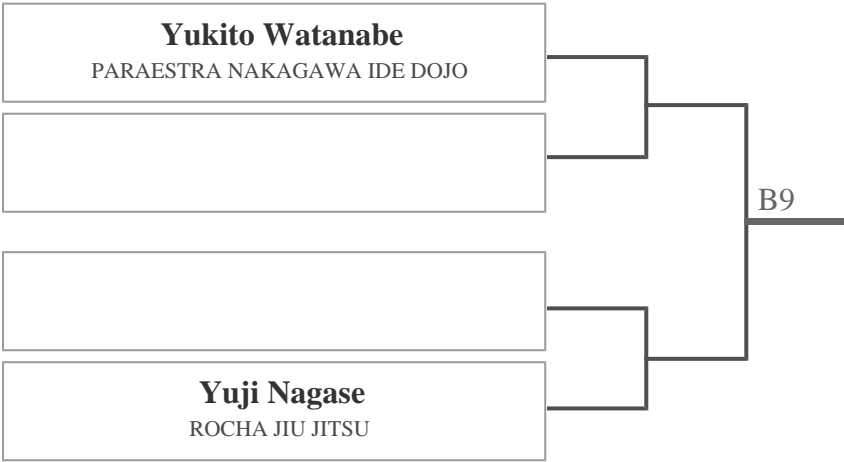 Yukito Watanabe
PARAESTRA NAKAGAWA IDE DOJO
B9
Yuji Nagase
ROCHA JIU JITSU